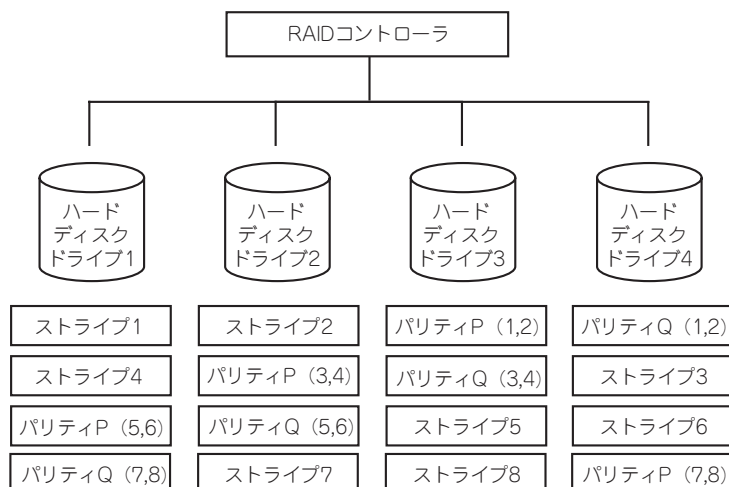 RAIDコントローラ
ハード
ディスク
ドライブ1
ハード
ディスク
ドライブ2
ハード
ディスク
ドライブ3
ハード
ディスク
ドライブ4
ストライプ1
ストライプ2
パリティP（1,2）
パリティQ（1,2）
ストライプ4
パリティP（3,4）
パリティQ（3,4）
ストライプ3
パリティP（5,6）
パリティQ（5,6）
ストライプ5
ストライプ6
パリティQ（7,8）
ストライプ7
ストライプ8
パリティP（7,8）